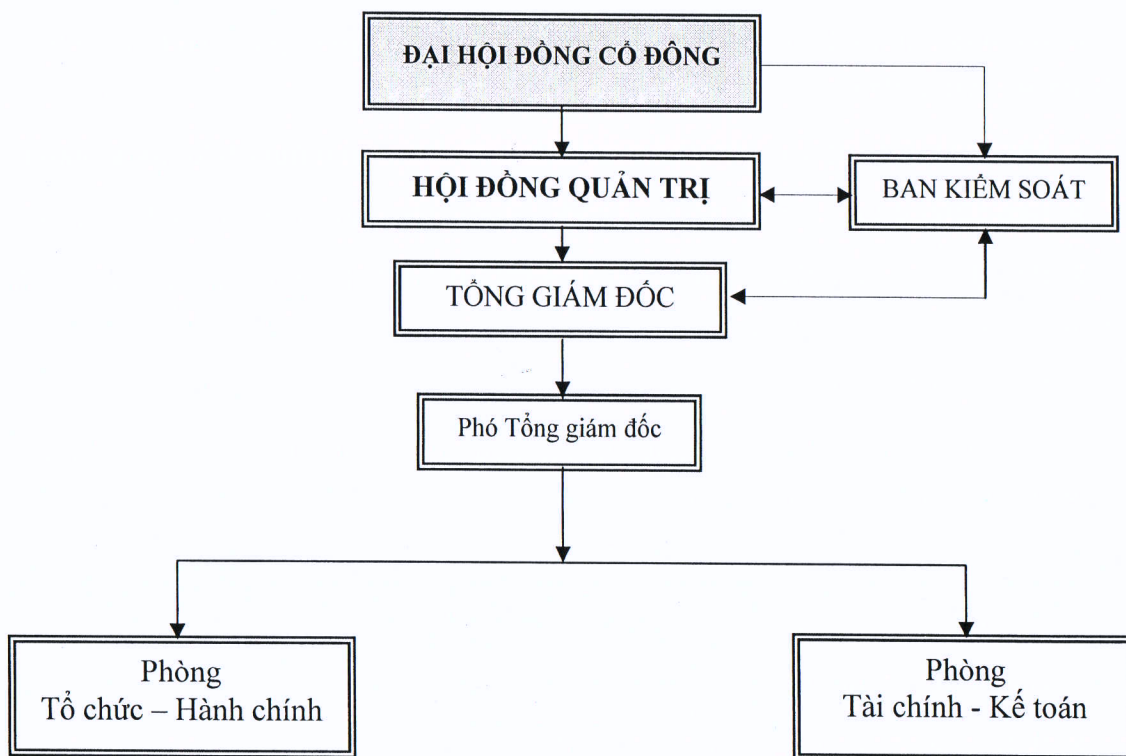 ĐẠI HỘI ĐỒNG CỔ ĐÔNG
HỘI ĐỒNG QUẢN TRỊ
BAN KIỂM SOÁT
TỔNG GIÁM ĐỐC
Phó Tổng giám đốc
Phòng
Tổ chức – Hành chính
Phòng
Tài chính - Kế toán